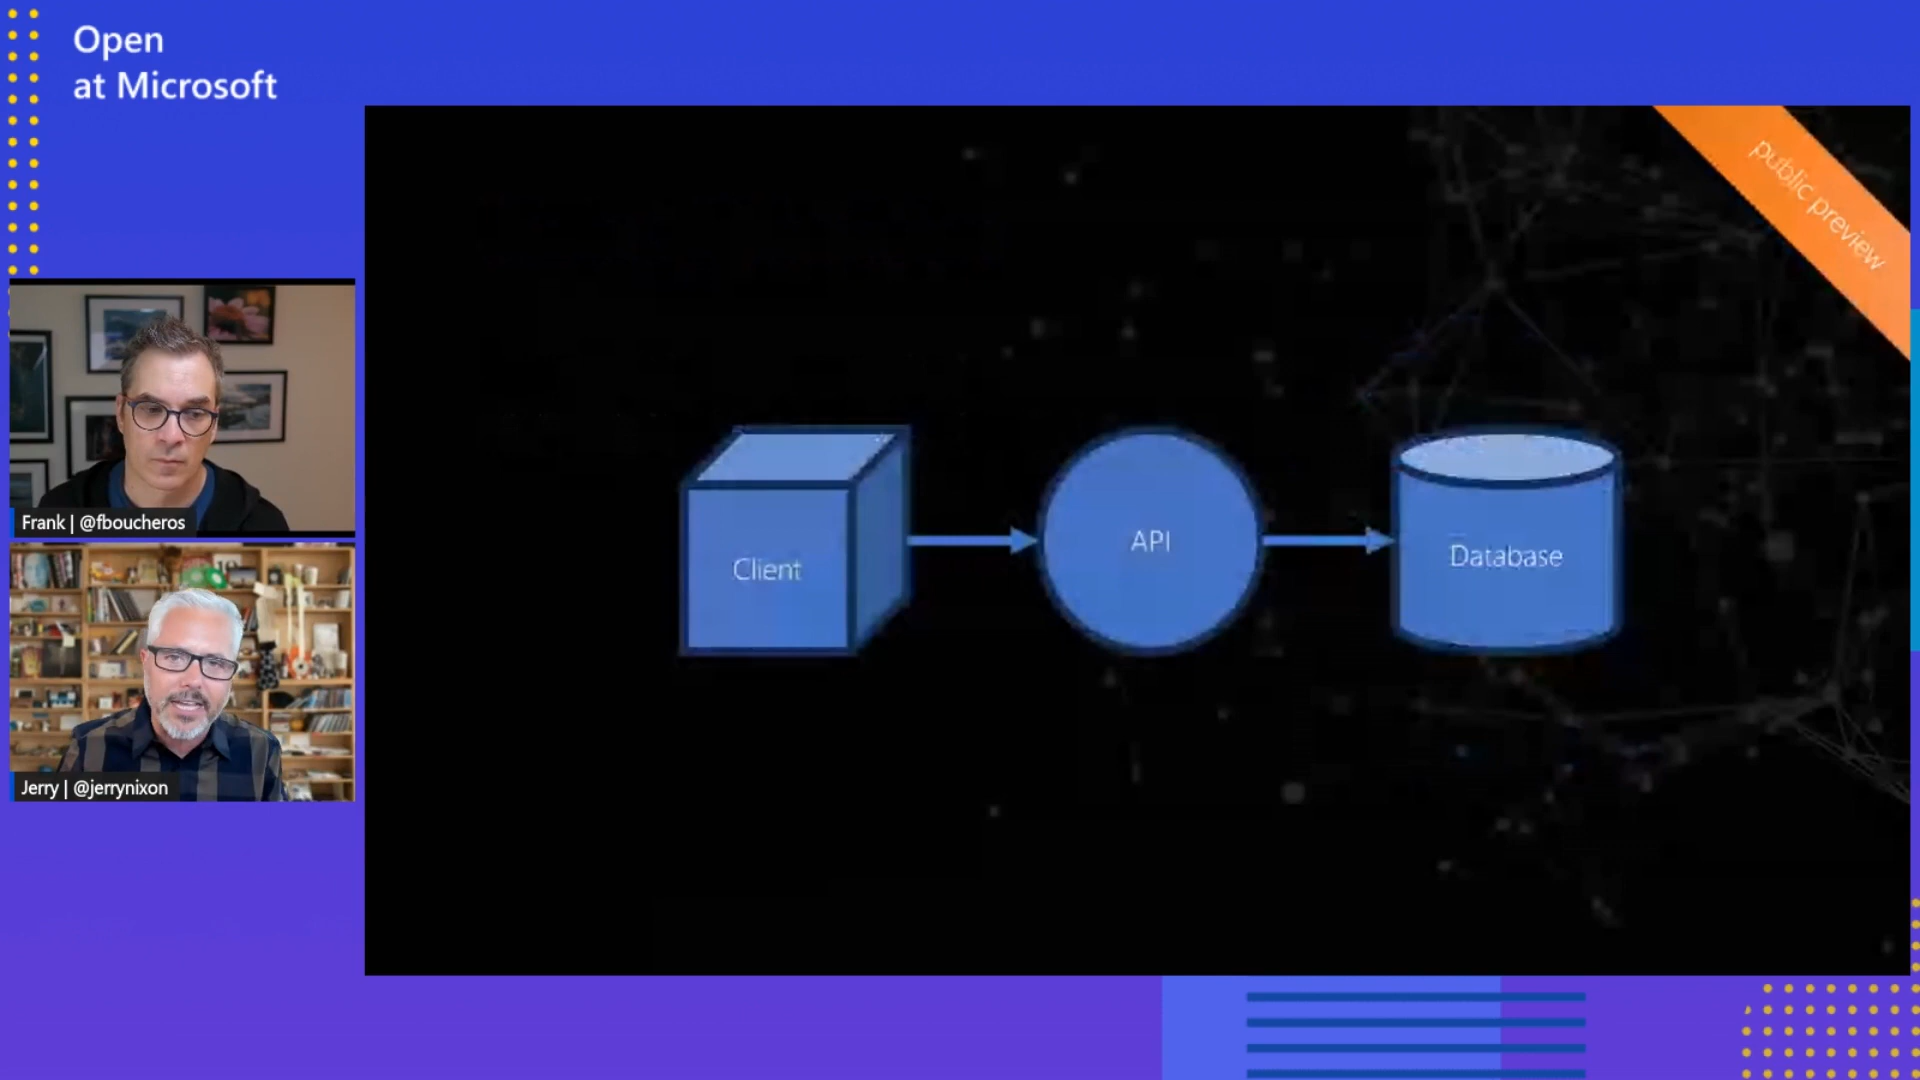 Open
at Microsoft
public preview
Client
API
Database
Frank | @fboucheros
Jerry | @jerrynixon